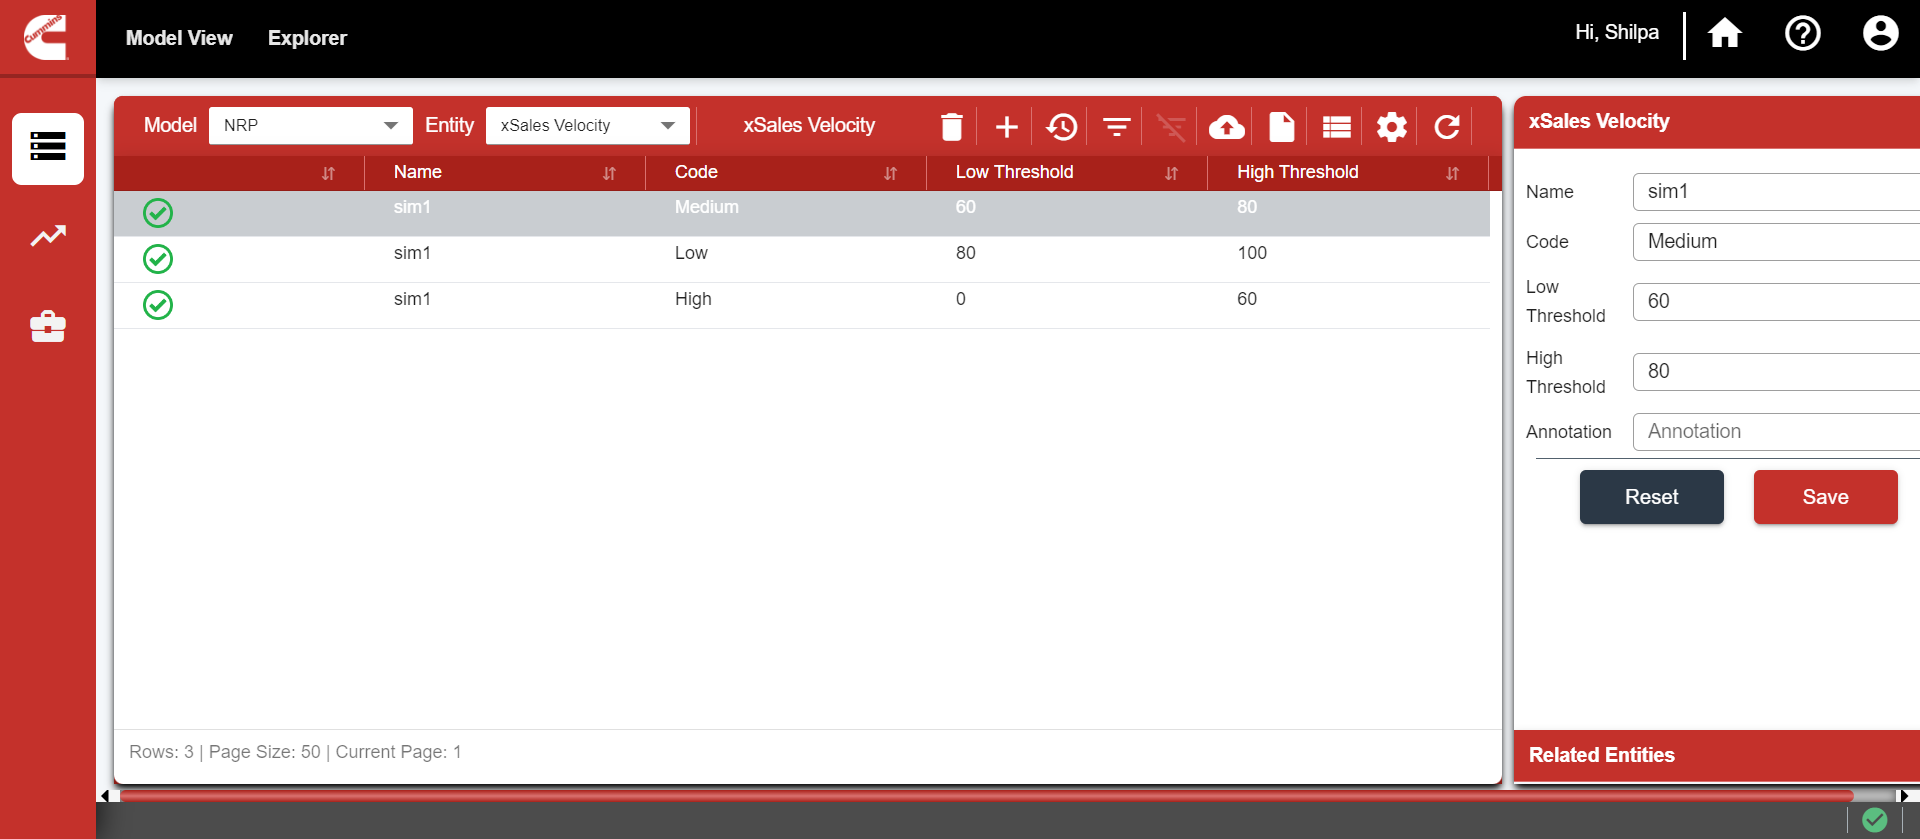 Cummins
Model View Explorer
Hi, Shilpa
Model NRP Entity xSales Velocity xSales Velocity
Name Code Low Threshold High Threshold
sim1 Medium 60 80
sim1 Low 80 100
sim1 High 0 60
Rows: 3 | Page Size: 50 | Current Page: 1
xSales Velocity
Name sim1
Code Medium
Low Threshold 60
High Threshold 80
Annotation Annotation
Reset Save
Related Entities